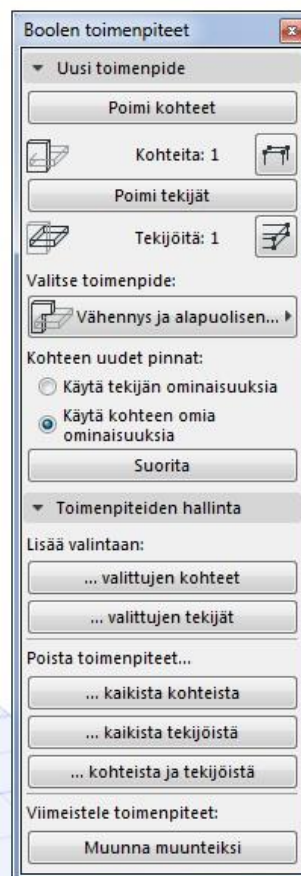 Boolen toimenpiteet
Uusi toimenpide
Poimi kohteet
Kohteita: 1
Poimi tekijät
Tekijöitä: 1
Valitse toimenpide:
Vähennys ja alapuolisen...
Kohteen uudet pinnat:
Käytä tekijän ominaisuuksia
Käytä kohteen omia
ominaisuuksia
Suorita
Toimenpiteiden hallinta
Lisää valintaan:
... valittujen kohteet
... valittujen tekijät
Poista toimenpiteet...
... kaikista kohteista
... kaikista tekijöistä
... kohteista ja tekijöistä
Viimeistele toimenpiteet:
Muunna muunteiksi